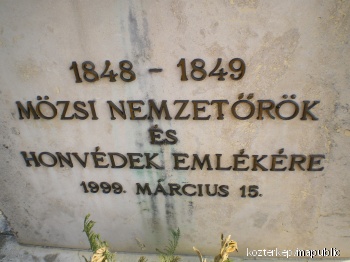 1848 - 1849
MÖZSI NEMZETŐRÖK
ÉS
HONVÉDEK EMLÉKÉRE
1999. MÁRCIUS 15.
kozterkep.mapublic